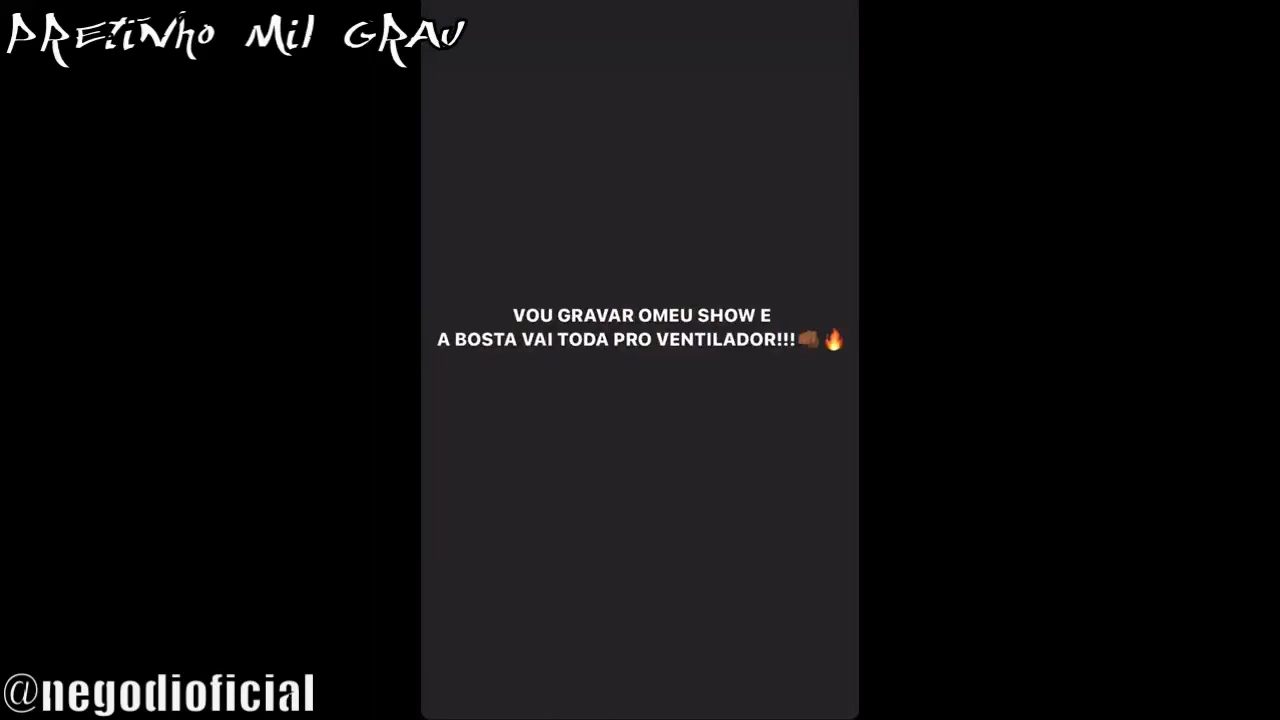 PRETINHO MIL GRAU
VOU GRAVAR OMEU SHOW E
A BOSTA VAI TODA PRO VENTILADOR!!!👊🏾🔥
@negodioficial